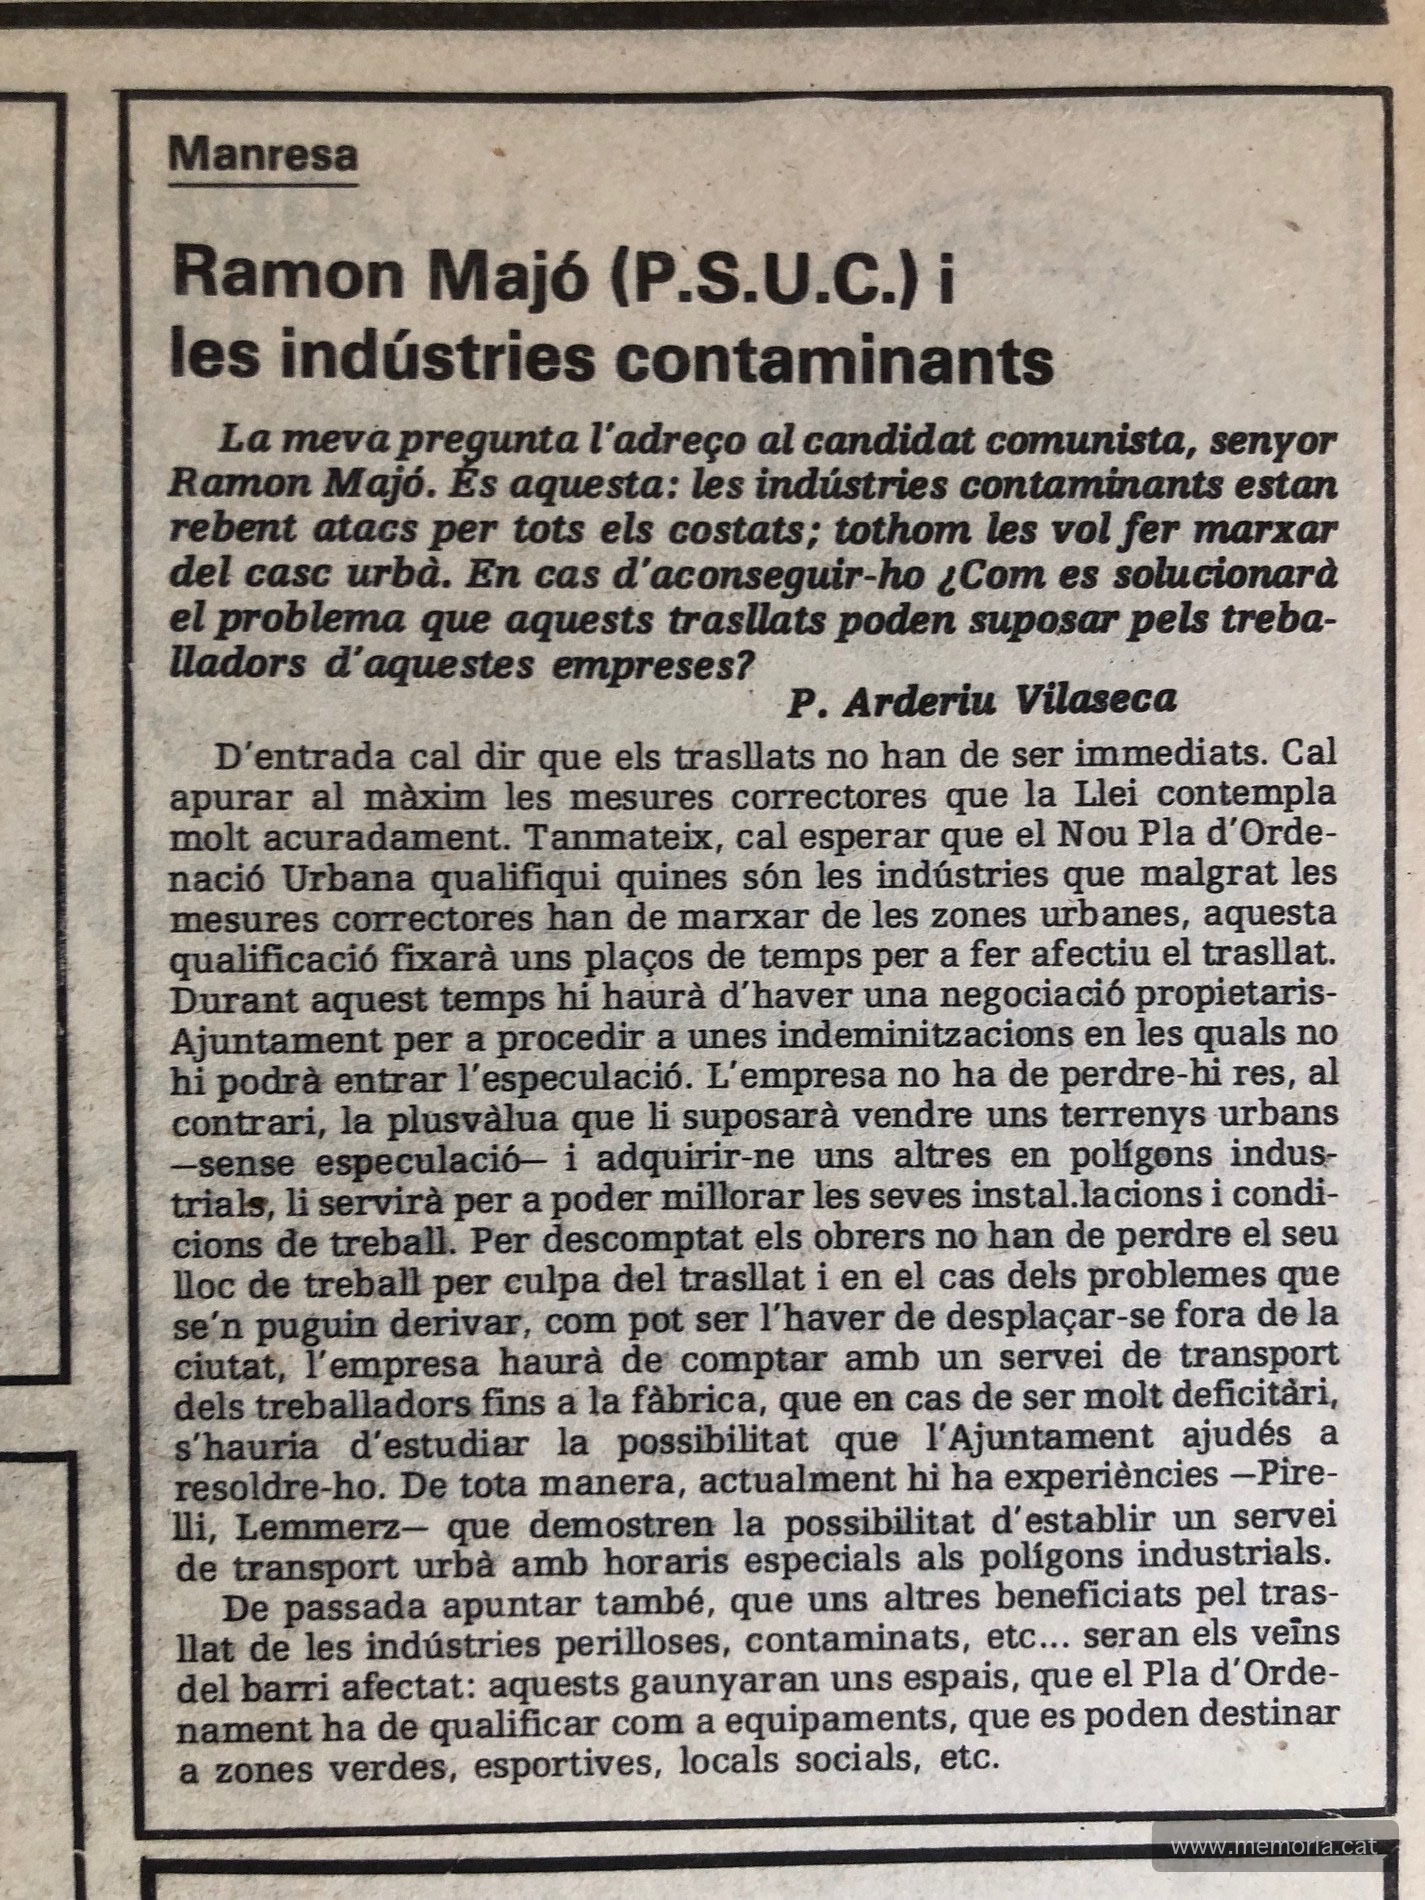 Manresa
Ramon Majó (P.S.U.C.) i
les indústries contaminants
La meva pregunta l'adreço al candidat comunista, senyor
Ramon Majó. És aquesta: les indústries contaminants estan
rebent atacs per tots els costats; tothom les vol fer marxar
del casc urbà. En cas d'aconseguir-ho ¿Com es solucionarà
el problema que aquests trasllats poden suposar pels treba-
lladors d'aquestes empreses?
P. Arderiu Vilaseca
D'entrada cal dir que els trasllats no han de ser immediats. Cal
apurar al màxim les mesures correctores que la Llei contempla
molt acuradament. Tanmateix, cal esperar que el Nou Pla d'Orde-
nació Urbana qualifiqui quines són les indústries que malgrat les
mesures correctores han de marxar de les zones urbanes, aquesta
qualificació fixarà uns plaços de temps per a fer afectiu el trasllat.
Durant aquest temps hi haurà d'haver una negociació propietaris-
Ajuntament per a procedir a unes indeminitzacions en les quals no
hi podrà entrar l'especulació. L'empresa no ha de perdre-hi res, al
contrari, la plusvàlua que li suposarà vendre uns terrenys urbans
—sense especulació— i adquirir-ne uns altres en polígons indus-
trials, li servirà per a poder millorar les seves instal.lacions i condi-
cions de treball. Per descomptat els obrers no han de perdre el seu
lloc de treball per culpa del trasllat i en el cas dels problemes que
se'n puguin derivar, com pot ser l'haver de desplaçar-se fora de la
ciutat, l'empresa haurà de comptar amb un servei de transport
dels treballadors fins a la fàbrica, que en cas de ser molt deficitàri,
s'hauria d'estudiar la possibilitat que l'Ajuntament ajudés a
resoldre-ho. De tota manera, actualment hi ha experiències —Pire-
lli, Lemmerz— que demostren la possibilitat d'establir un servei
de transport urbà amb horaris especials als polígons industrials.
De passada apuntar també, que uns altres beneficiats pel tras-
llat de les indústries perilloses, contaminats, etc... seran els veïns
del barri afectat: aquests gaunyaran uns espais, que el Pla d'Orde-
nament ha de qualificar com a equipaments, que es poden destinar
a zones verdes, esportives, locals socials, etc.
www.memoria.cat